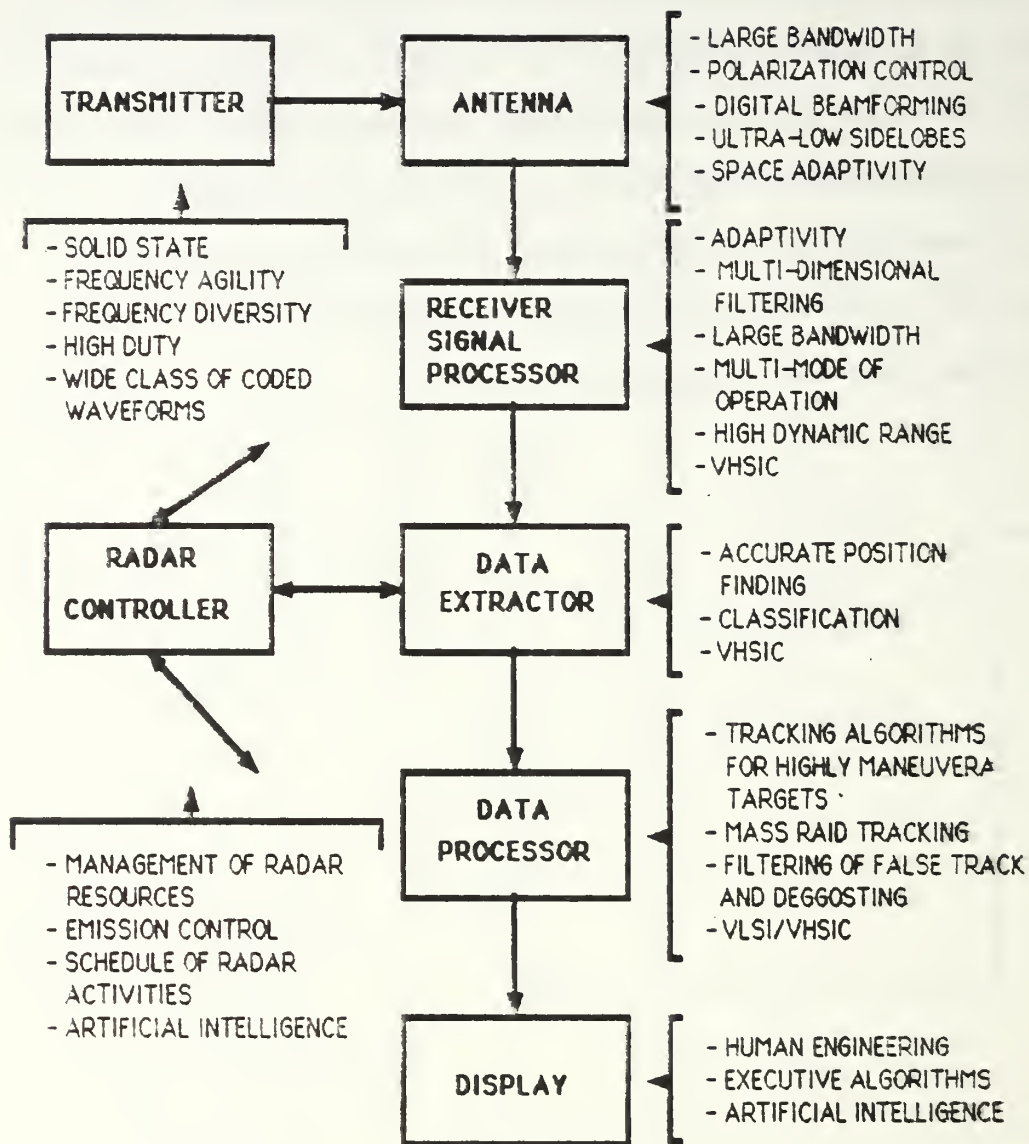 TRANSMITTER
ANTENNA
- LARGE BANDWIDTH
- POLARIZATION CONTROL
- DIGITAL BEAMFORMING
- ULTRA-LOW SIDELOBES
- SPACE ADAPTIVITY
- SOLID STATE
- FREQUENCY AGILITY
- FREQUENCY DIVERSITY
- HIGH DUTY
- WIDE CLASS OF CODED
WAVEFORMS
RECEIVER
SIGNAL
PROCESSOR
- ADAPTIVITY
- MULTI-DIMENSIONAL
FILTERING
- LARGE BANDWIDTH
- MULTI-MODE OF
OPERATION
- HIGH DYNAMIC RANGE
- VHSIC
RADAR
CONTROLLER
DATA
EXTRACTOR
- ACCURATE POSITION
FINDING
- CLASSIFICATION
- VHSIC
- MANAGEMENT OF RADAR
RESOURCES
- EMISSION CONTROL
- SCHEDULE OF RADAR
ACTIVITIES
- ARTIFICIAL INTELLIGENCE
DATA
PROCESSOR
- TRACKING ALGORITHMS
FOR HIGHLY MANEUVERA
TARGETS
- MASS RAID TRACKING
- FILTERING OF FALSE TRACK
AND DEGGOSTING
- VLSI/VHSIC
DISPLAY
- HUMAN ENGINEERING
- EXECUTIVE ALGORITHMS
- ARTIFICIAL INTELLIGENCE